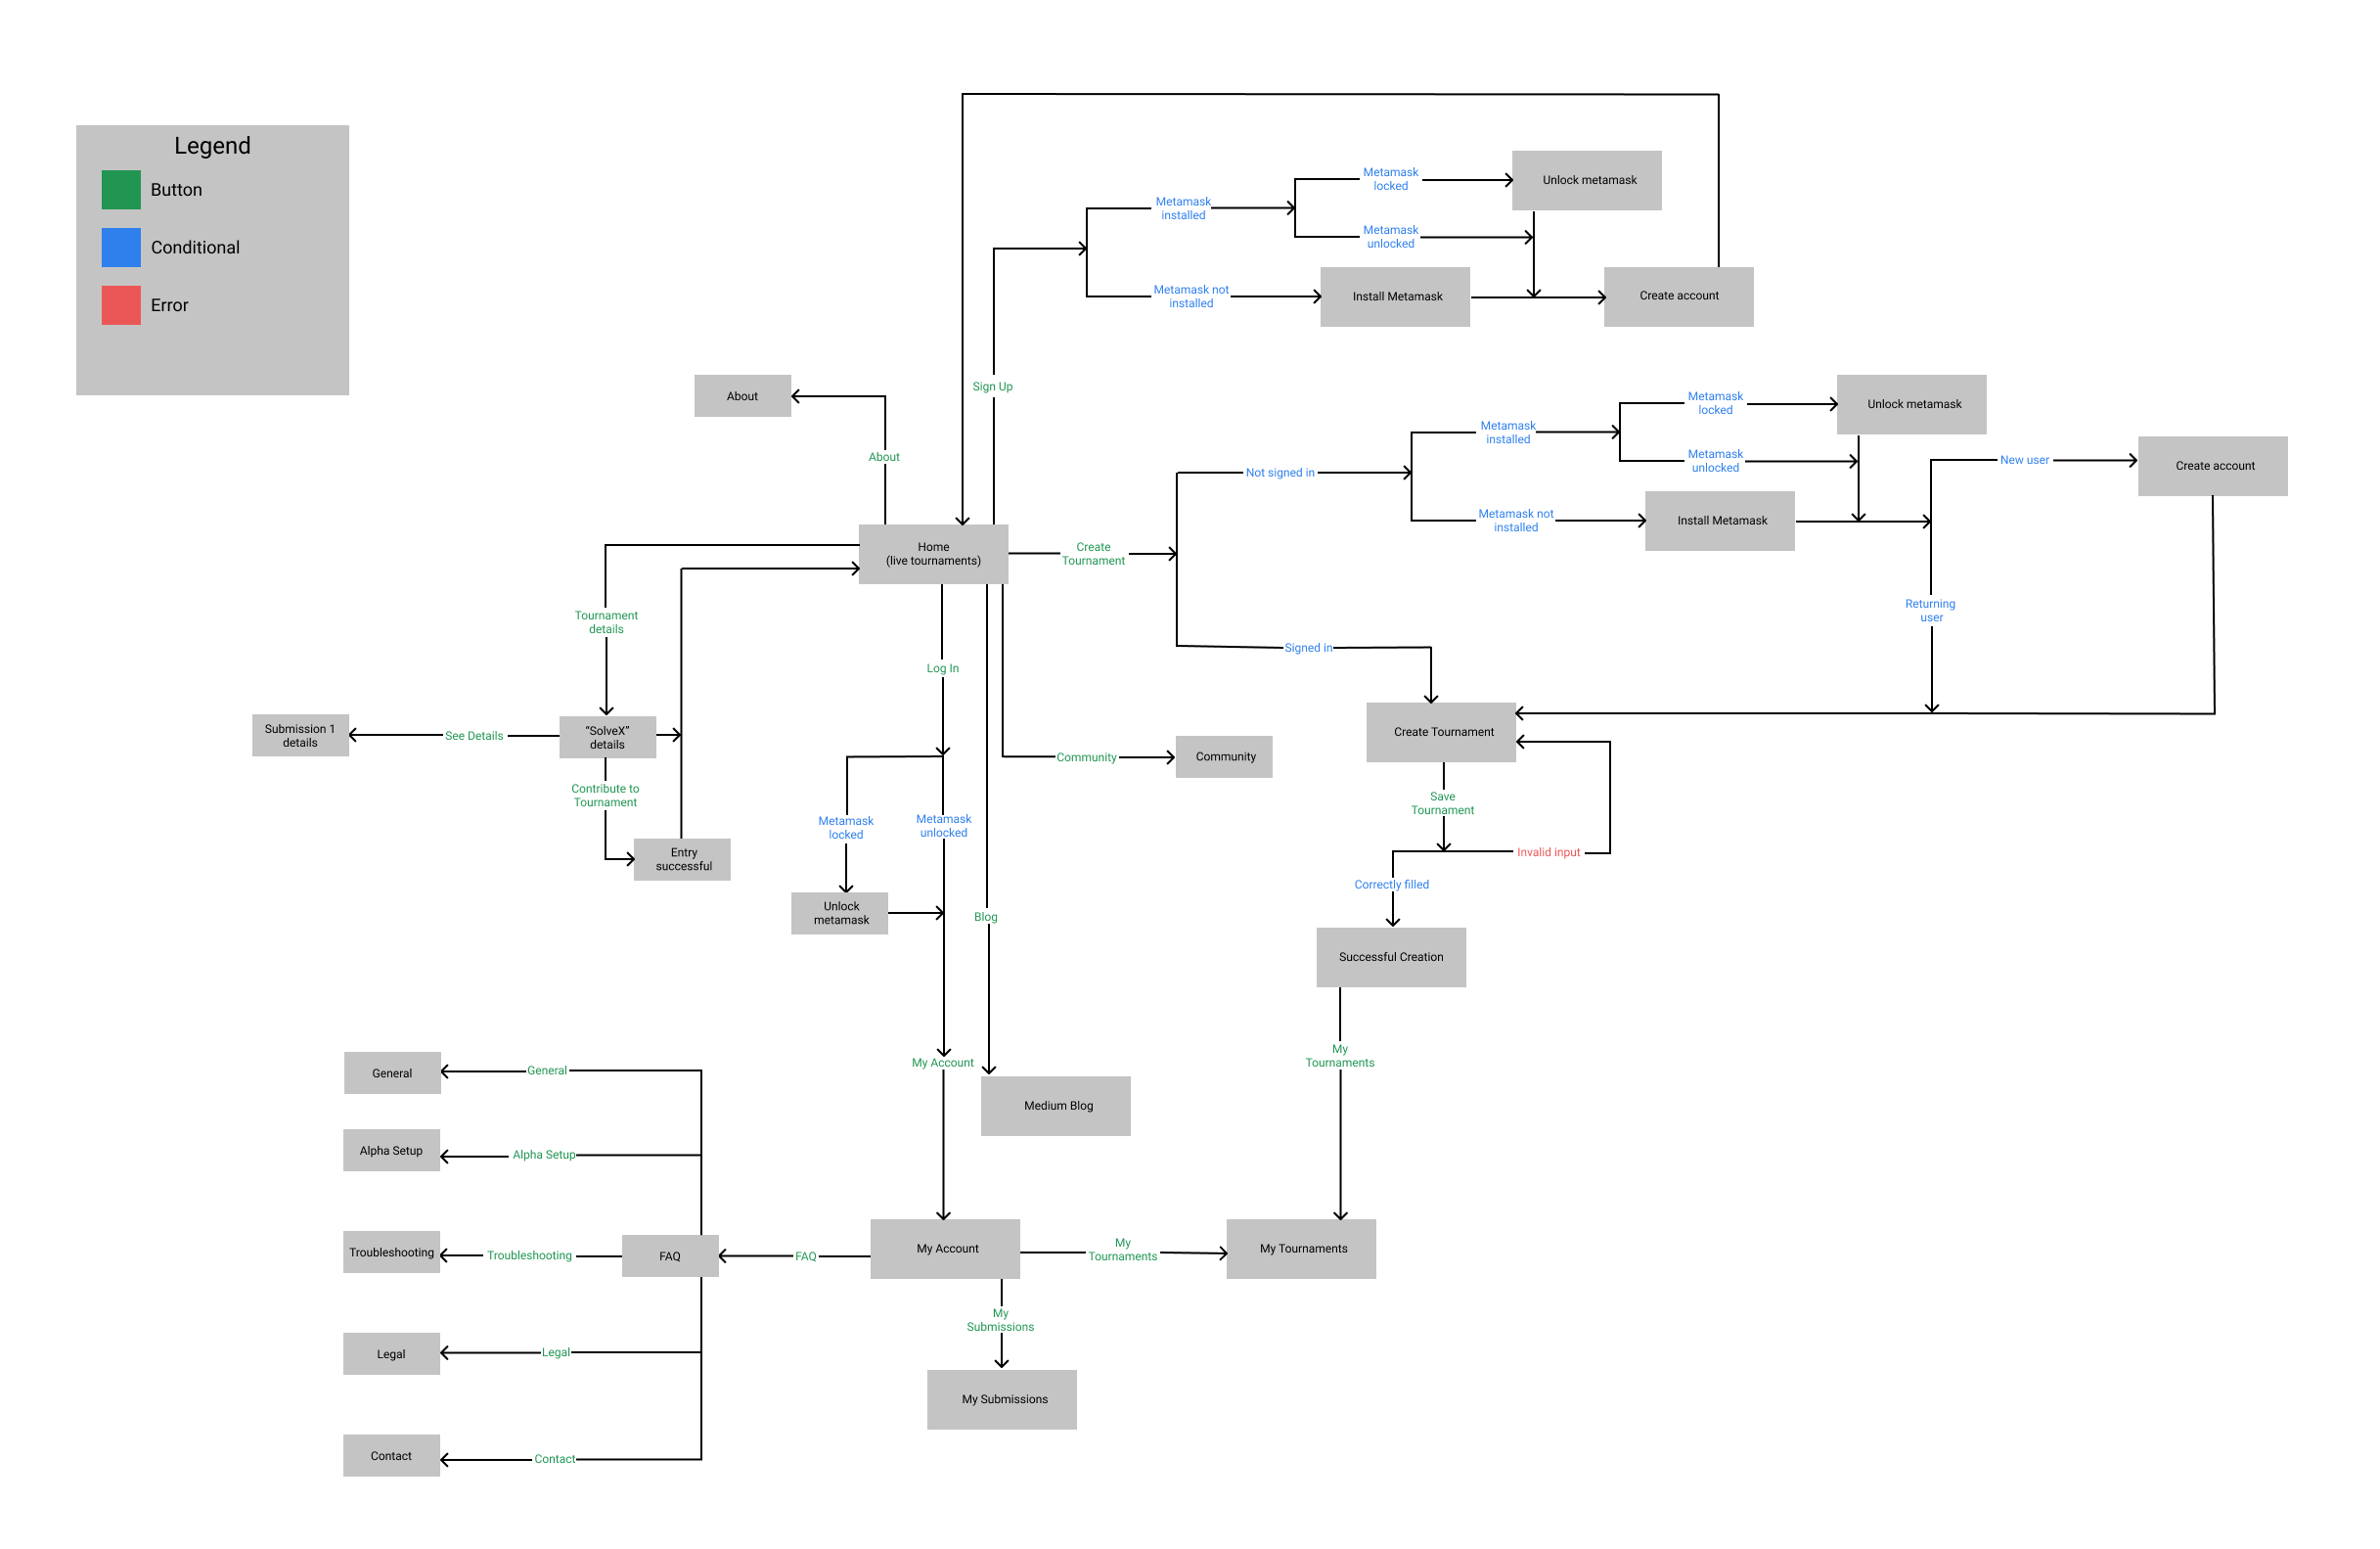 Legend
Button
Conditional
Error
Metamask
locked
Unlock metamask
Metamask
installed
Metamask
unlocked
Metamask not
installed
Install Metamask
Create account
Sign Up
About
About
Metamask
locked
Unlock metamask
Metamask
installed
Metamask
unlocked
Not signed in
New user
Create account
Metamask not
installed
Install Metamask
Home
(live tournaments)
Create
Tournament
Returning
user
Tournament
details
Signed in
Log In
Submission 1
details
See Details
“SolveX”
details
Community
Community
Create Tournament
Contribute to
Tournament
Save
Tournament
Metamask
locked
Metamask
unlocked
Entry
successful
Invalid input
Correctly filled
Unlock
metamask
Blog
Successful Creation
My
Tournaments
My Account
General
General
Medium Blog
Alpha Setup
Alpha Setup
Troubleshooting
Troubleshooting
FAQ
FAQ
My Account
My
Tournaments
My Tournaments
My
Submissions
Legal
Legal
My Submissions
Contact
Contact